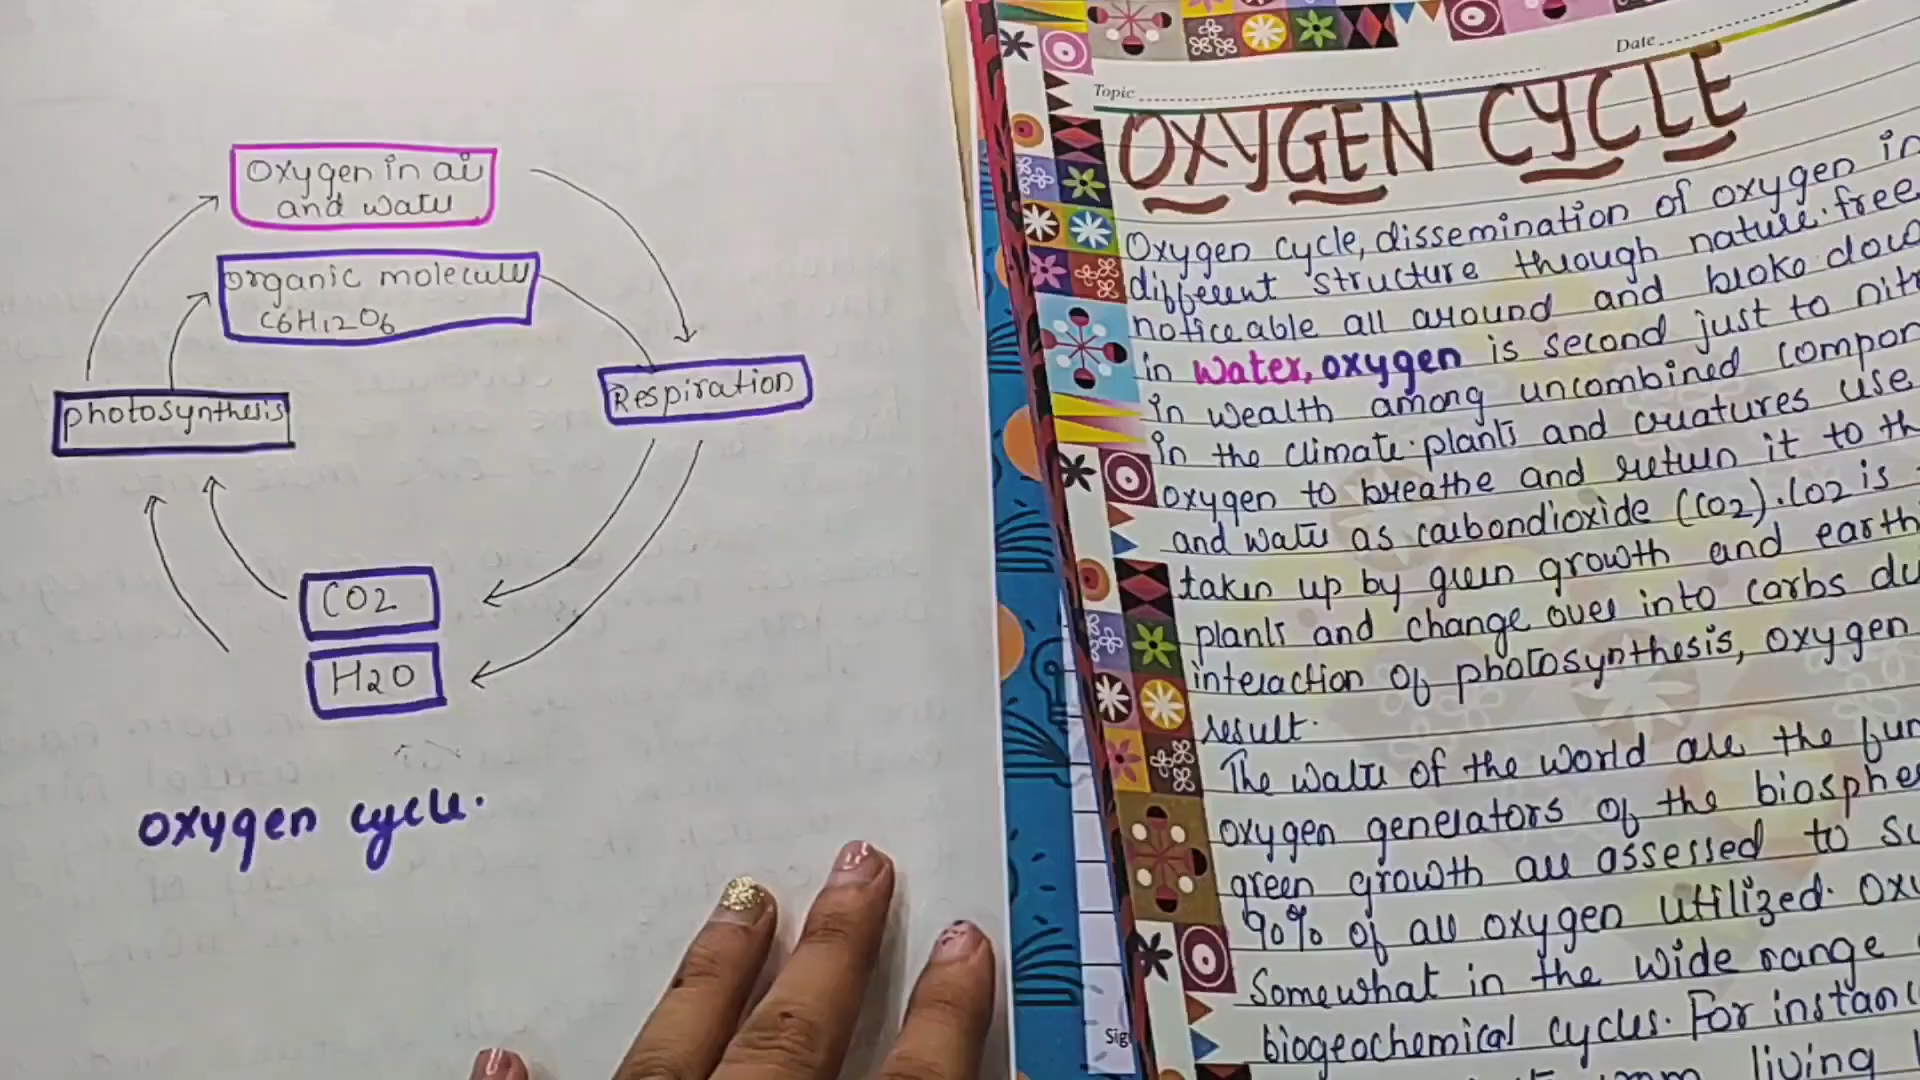 Oxygen in air
and water
organic molecule
C6H12O6
Respiration
photosynthesis
CO2
H2O
oxygen cycle.
Date
Topic
OXYGEN CYCLE
Oxygen cycle, dissemination of oxygen in
different structure through nature. free
noticeable all around and broke dow
in water, oxygen is second just to nit
in wealth among uncombined compon
in the climate. plants and creatures use
oxygen to breathe and return it to th
and water as carbondioxide (CO2). CO2 is
taken up by green growth and earth
plants and change over into carbs du
interaction of photosynthesis, oxygen
result.
The water of the world are the fun
oxygen generators of the biosphe
green growth are assessed to su
90% of all oxygen utilized. Oxy
Somewhat in the wide range
biogeochemical cycles. For instanc
living
Sig